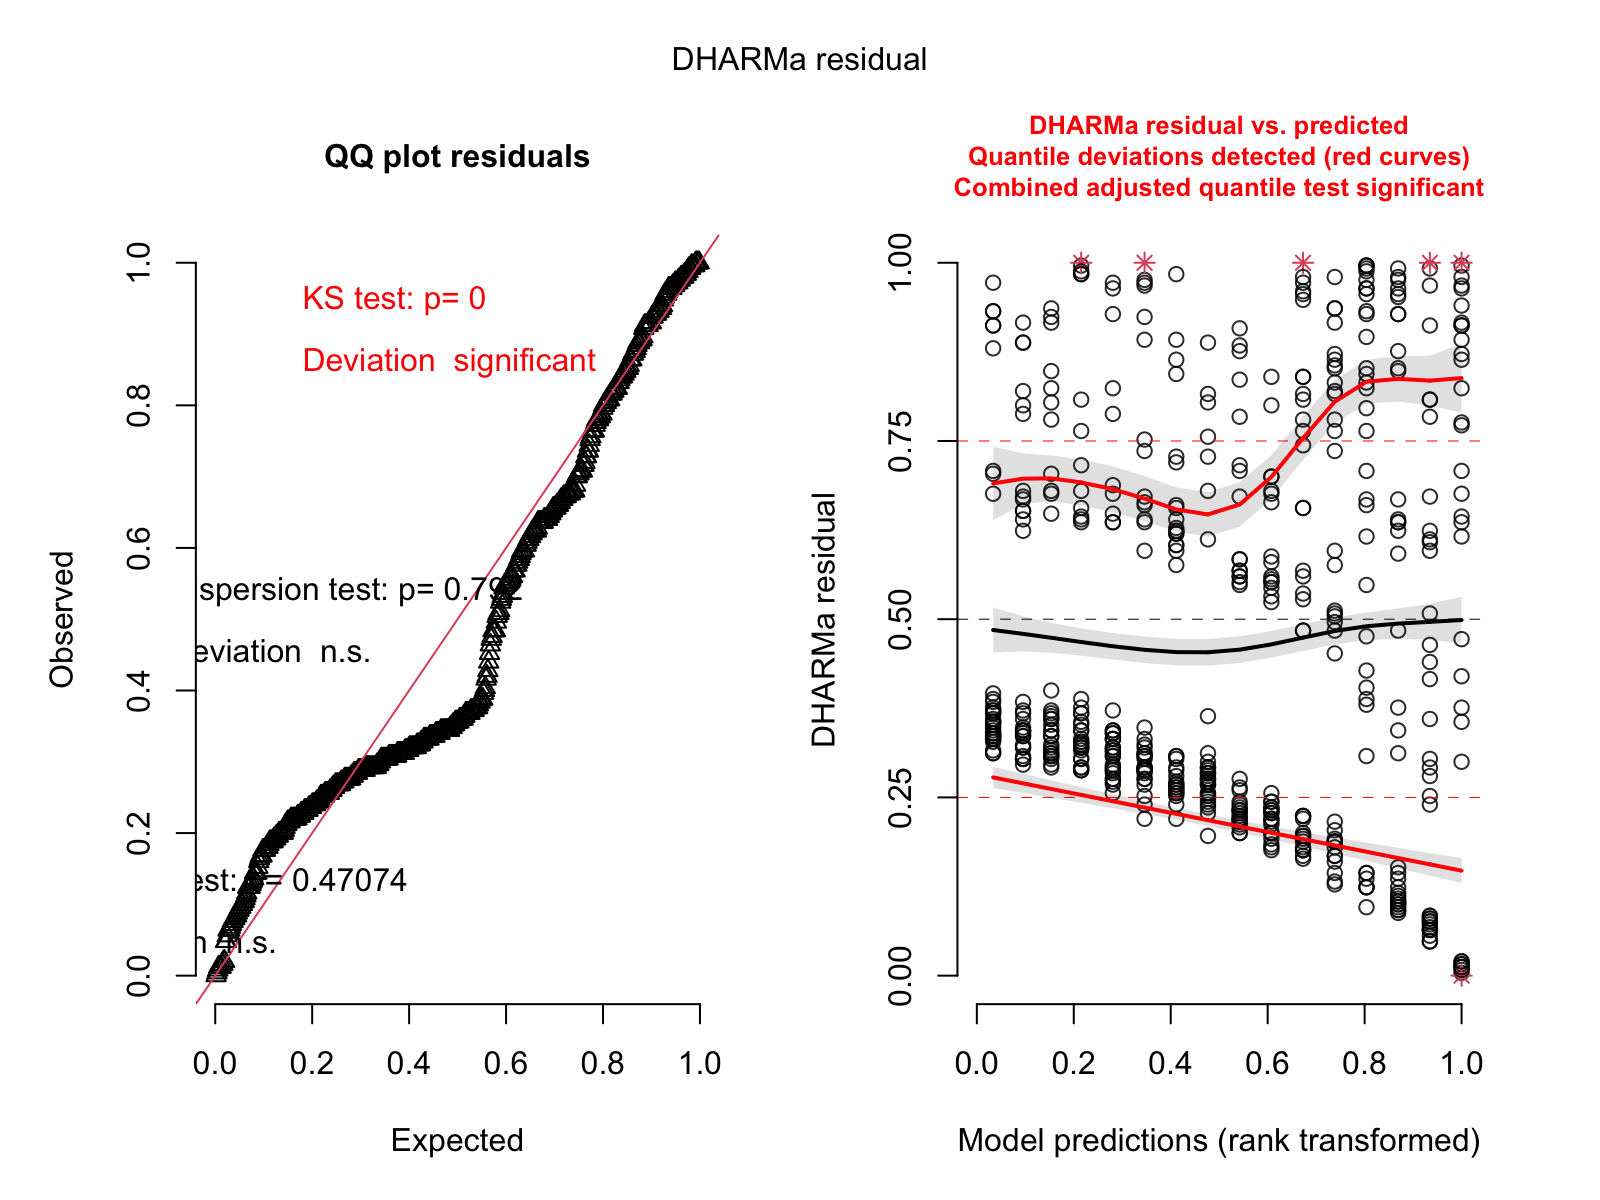 DHARMa residual
QQ plot residuals
KS test: p= 0
Deviation  significant
spersion test: p= 0.792
eviation  n.s.
est: p= 0.47074
n  n.s.
Observed
0.0 0.2 0.4 0.6 0.8 1.0
0.0 0.2 0.4 0.6 0.8 1.0
Expected
DHARMa residual vs. predicted
Quantile deviations detected (red curves)
Combined adjusted quantile test significant
DHARMa residual
0.00 0.25 0.50 0.75 1.00
0.0 0.2 0.4 0.6 0.8 1.0
Model predictions (rank transformed)